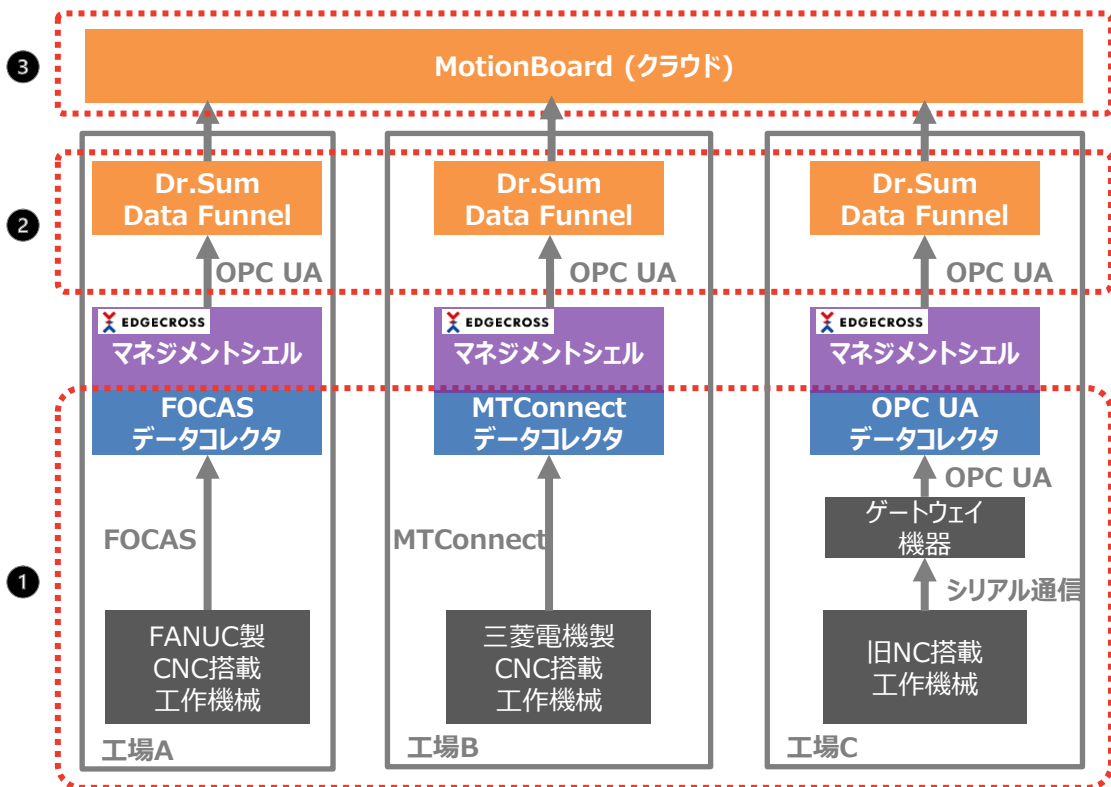 ❸
MotionBoard (クラウド)
❷
Dr.Sum
Data Funnel
OPC UA
Dr.Sum
Data Funnel
OPC UA
Dr.Sum
Data Funnel
OPC UA
EDGECROSS
マネジメントシェル
EDGECROSS
マネジメントシェル
EDGECROSS
マネジメントシェル
❶
FOCAS
データコレクタ
FOCAS
FANUC製
CNC搭載
工作機械
工場A
MTConnect
データコレクタ
MTConnect
三菱電機製
CNC搭載
工作機械
工場B
OPC UA
データコレクタ
OPC UA
ゲートウェイ
機器
シリアル通信
旧NC搭載
工作機械
工場C